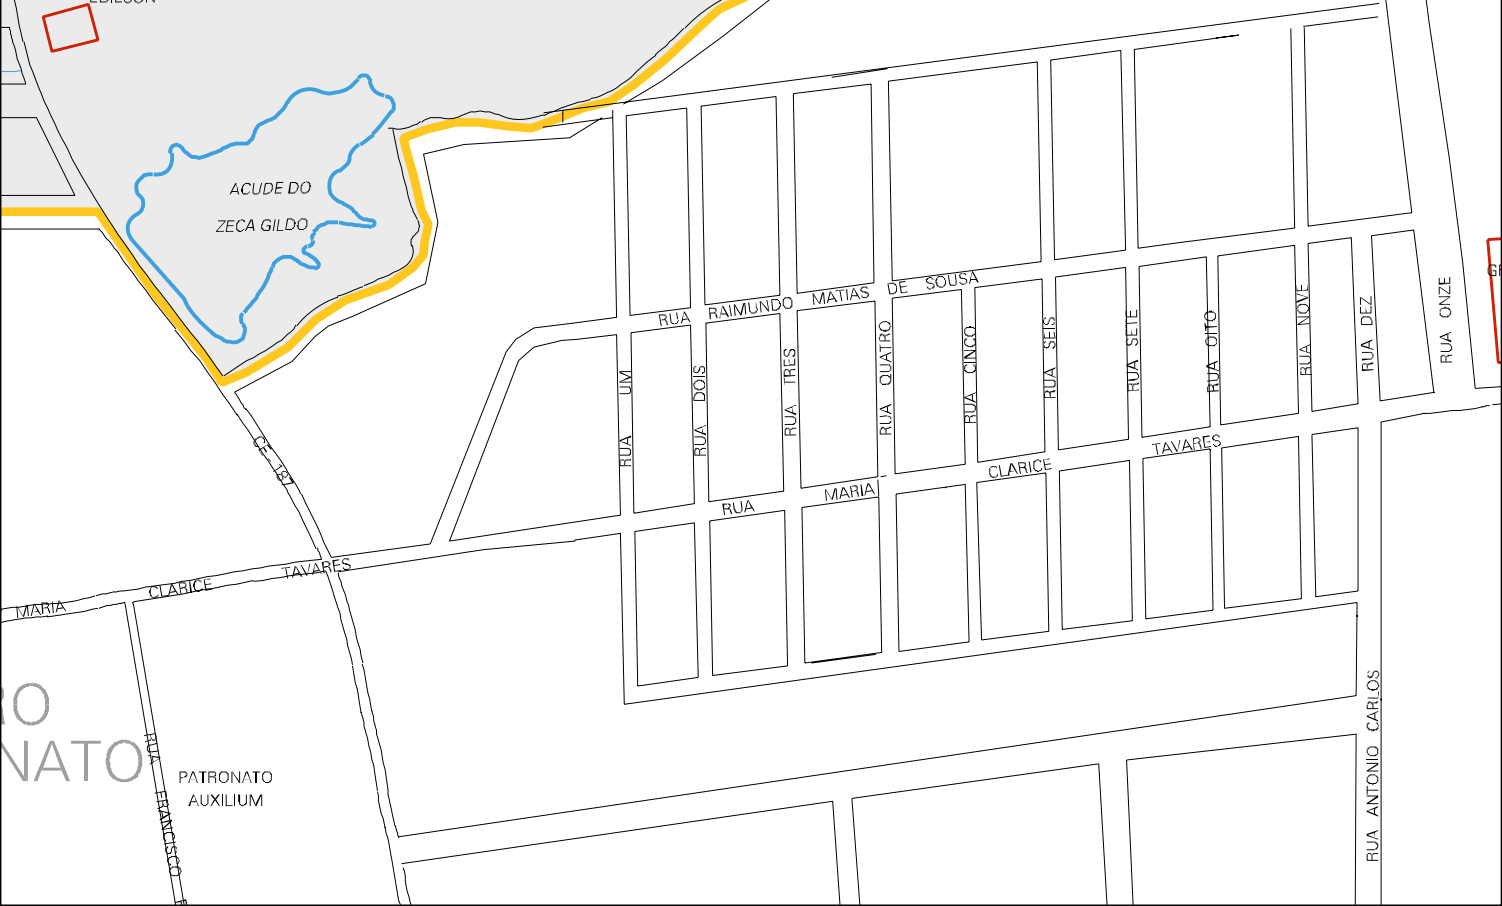 ACUDE DO
ZECA GILDO
RUA RAIMUNDO MATIAS DE SOUSA
RUA UM
RUA DOIS
RUA TRES
RUA QUATRO
RUA CINCO
RUA SEIS
RUA SETE
RUA OITO
RUA NOVE
RUA DEZ
RUA ONZE
CE-187
RUA MARIA CLARICE TAVARES
MARIA CLARICE TAVARES
NATO
PATRONATO
AUXILIUM
RUA FRANCISCO
RUA ANTONIO CARLOS